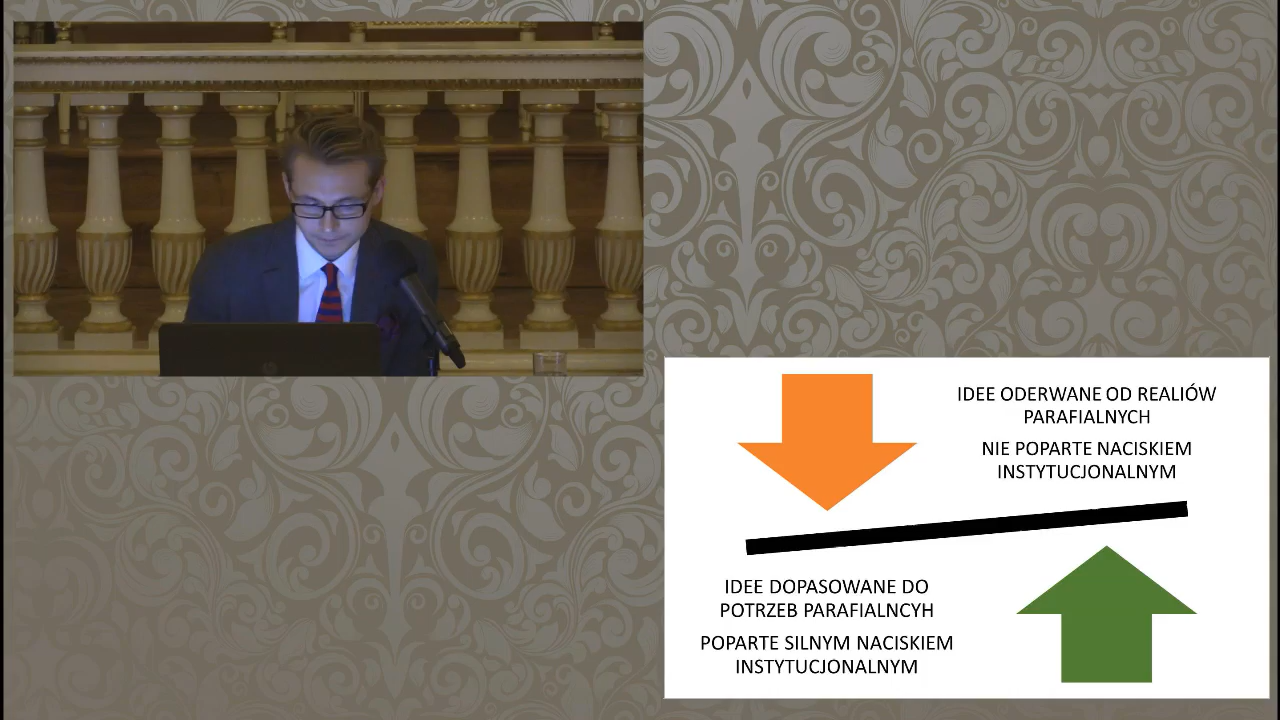 IDEE ODERWANE OD REALIÓW
PARAFIALNYCH
NIE POPARTE NACISKIEM
INSTYTUCJONALNYM
IDEE DOPASOWANE DO
POTRZEB PARAFIALNCYH
POPARTE SILNYM NACISKIEM
INSTYTUCJONALNYM